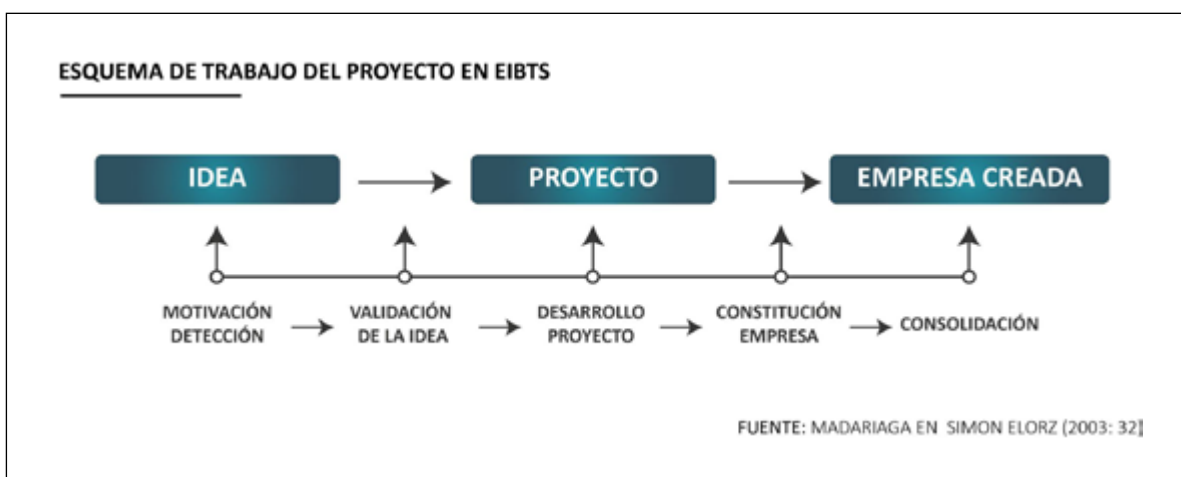 ESQUEMA DE TRABAJO DEL PROYECTO EN EIBTS
IDEA
PROYECTO
EMPRESA CREADA
MOTIVACIÓN
DETECCIÓN
VALIDACIÓN
DE LA IDEA
DESARROLLO
PROYECTO
CONSTITUCIÓN
EMPRESA
CONSOLIDACIÓN
FUENTE: MADARIAGA EN SIMON ELORZ (2003: 32)